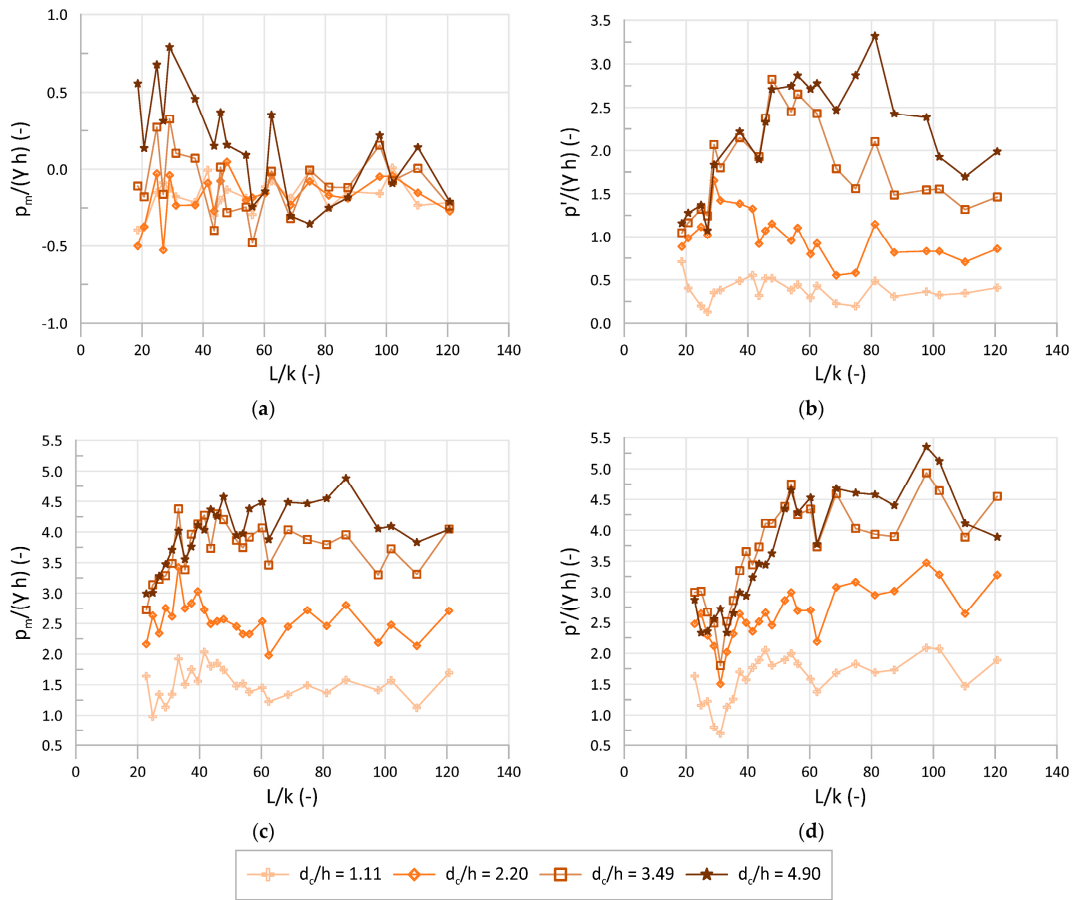 1.0
0.5
0.0
-0.5
-1.0
pₘ/(γ h) (-)
0 20 40 60 80 100 120 140
L/k (-)
(a)
3.5
3.0
2.5
2.0
1.5
1.0
0.5
0.0
p'/(γ h) (-)
0 20 40 60 80 100 120 140
L/k (-)
(b)
5.5
5.0
4.5
4.0
3.5
3.0
2.5
2.0
1.5
1.0
0.5
pₘ/(γ h) (-)
0 20 40 60 80 100 120 140
L/k (-)
(c)
5.5
5.0
4.5
4.0
3.5
3.0
2.5
2.0
1.5
1.0
0.5
p'/(γ h) (-)
0 20 40 60 80 100 120 140
L/k (-)
(d)
d_c/h = 1.11 d_c/h = 2.20 d_c/h = 3.49 d_c/h = 4.90